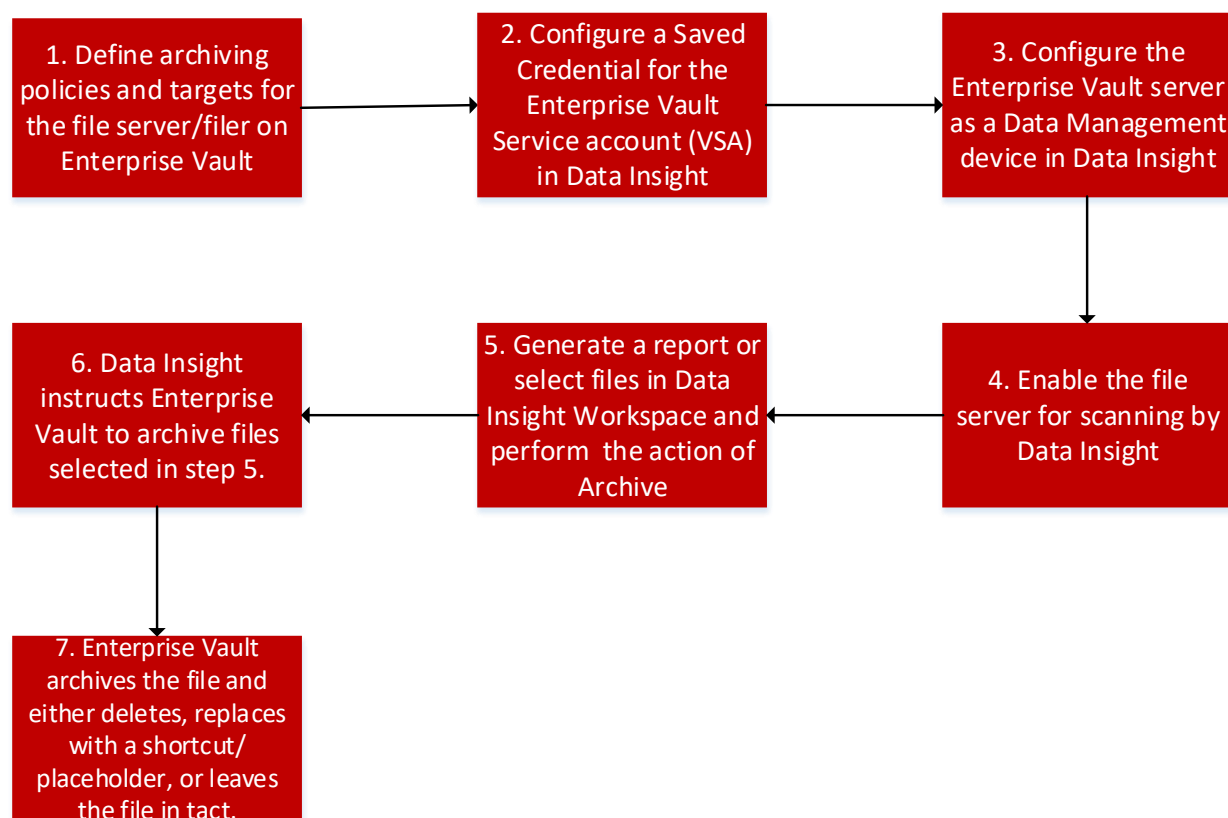 1. Define archiving
policies and targets for
the file server/filer on
Enterprise Vault
2. Configure a Saved
Credential for the
Enterprise Vault
Service account (VSA)
in Data Insight
3. Configure the
Enterprise Vault server
as a Data Management
device in Data Insight
4. Enable the file
server for scanning by
Data Insight
5. Generate a report or
select files in Data
Insight Workspace and
perform the action of
Archive
6. Data Insight
instructs Enterprise
Vault to archive files
selected in step 5.
7. Enterprise Vault
archives the file and
either deletes, replaces
with a shortcut/
placeholder, or leaves
the file in tact.